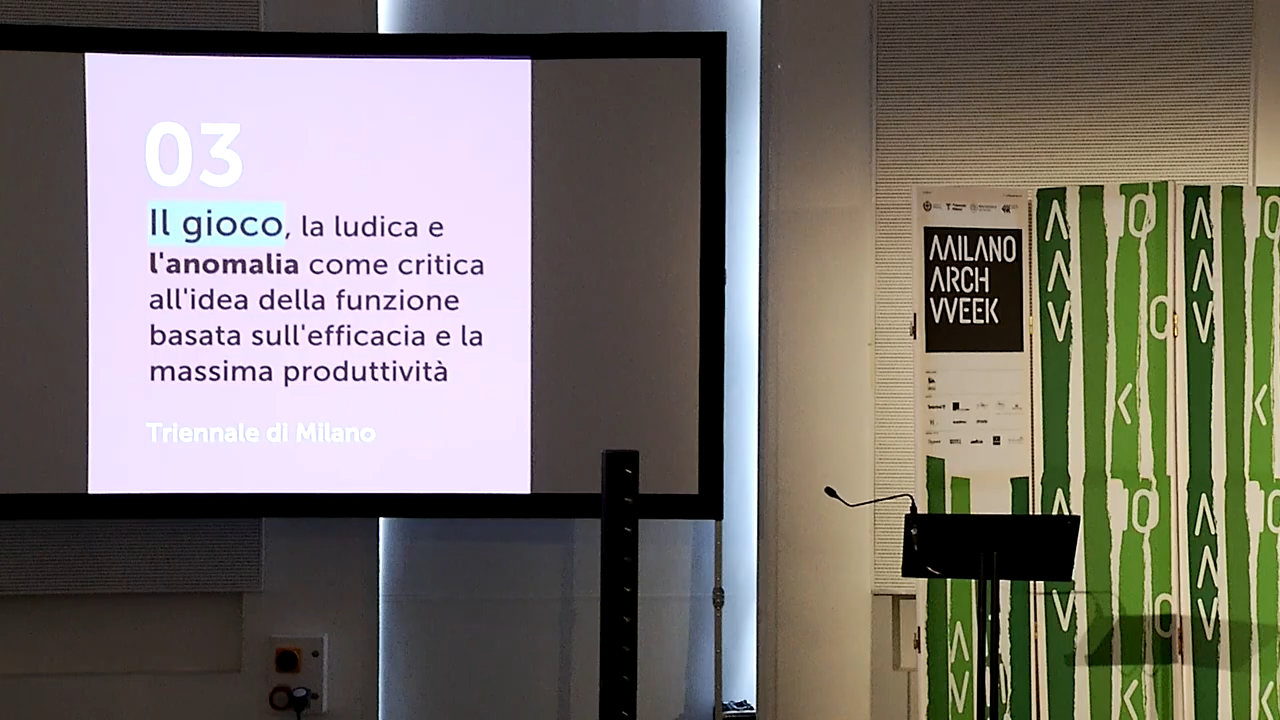 03
Il gioco, la ludica e
l'anomalia come critica
all'idea della funzione
basata sull'efficacia e la
massima produttività
Triennale di Milano
MILANO
ARCH
WEEK